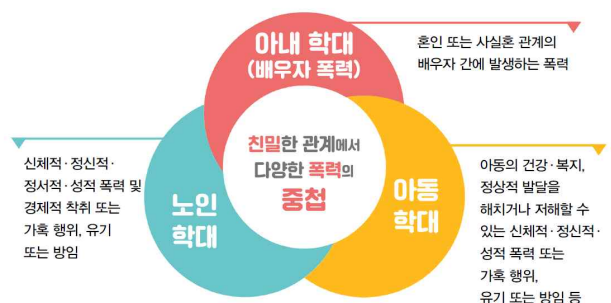 아내 학대
(배우자 폭력)
혼인 또는 사실혼 관계의
배우자 간에 발생하는 폭력
친밀한 관계에서
다양한 폭력의
중첩
신체적·정신적·
정서적·성적 폭력 및
경제적 착취 또는
가혹 행위, 유기
또는 방임
노인
학대
아동
학대
아동의 건강·복지,
정상적 발달을
해치거나 저해할 수
있는 신체적·정신적·
성적 폭력 또는
가혹 행위,
유기 또는 방임 등